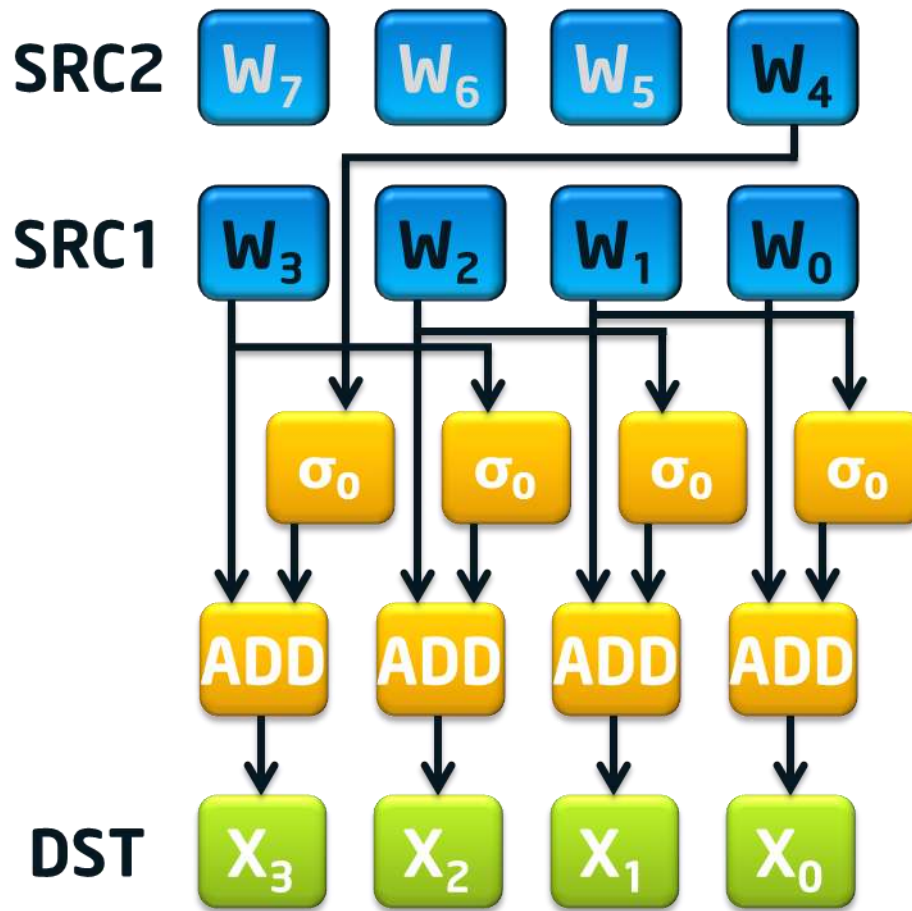 SRC2 W₇ W₆ W₅ W₄
SRC1 W₃ W₂ W₁ W₀
σ₀ σ₀ σ₀ σ₀
ADD ADD ADD ADD
DST X₃ X₂ X₁ X₀